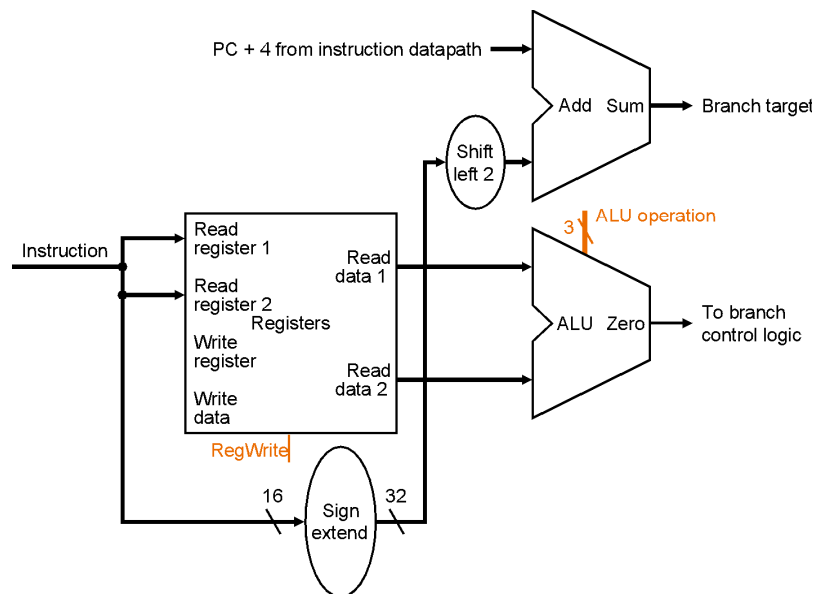 PC + 4 from instruction datapath
Add Sum
Branch target
Shift
left 2
ALU operation
3
Instruction
Read
register 1
Read
data 1
Read
register 2
Registers
Write
register
Read
data 2
Write
data
ALU Zero
To branch
control logic
RegWrite
16
Sign
extend
32